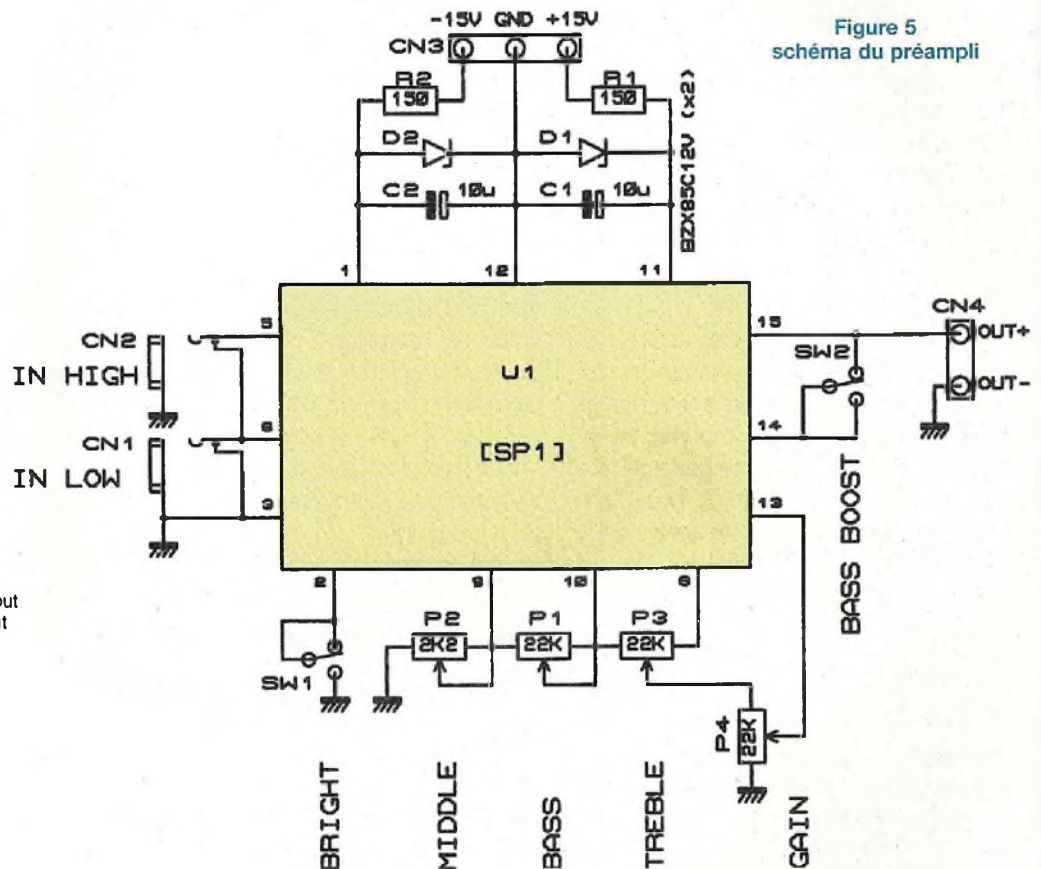 Figure 5
schéma du préampli
-15V GND +15V
CN3
R2
150
R1
150
D2
D1
BZX85C12V (x2)
C2
10u
C1
10u
1
12
11
CN2
IN HIGH
5
CN1
IN LOW
6
3
U1
[SP1]
15
14
13
SW2
BASS BOOST
CN4
OUT+
OUT-
2
9
10
8
SW1
P2
2K2
P1
22K
P3
22K
P4
22K
BRIGHT
MIDDLE
BASS
TREBLE
GAIN